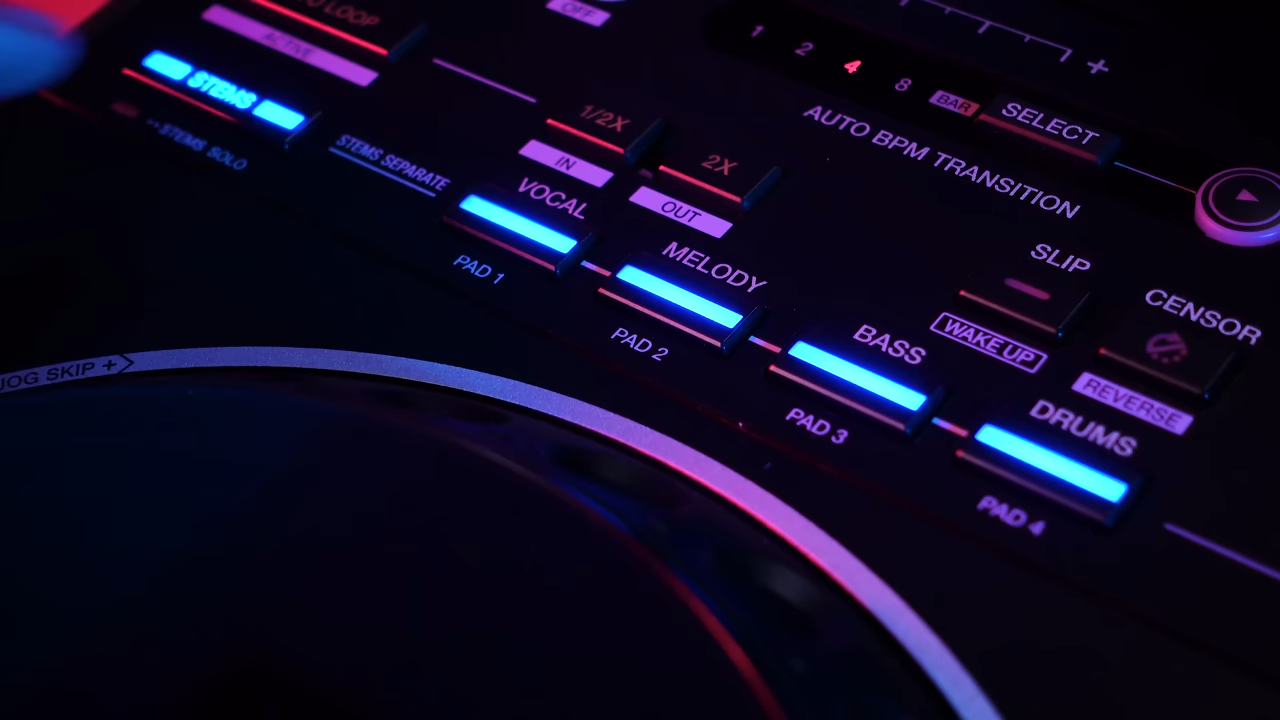 LOOP
ACTIVE
OFF
STEMS
STEMS SOLO
STEMS SEPARATE
1 2 4 8 BAR
SELECT
+
AUTO BPM TRANSITION
1/2X
IN
2X
OUT
VOCAL
PAD 1
MELODY
PAD 2
BASS
PAD 3
DRUMS
PAD 4
SLIP
WAKE UP
CENSOR
REVERSE
JOG SKIP +